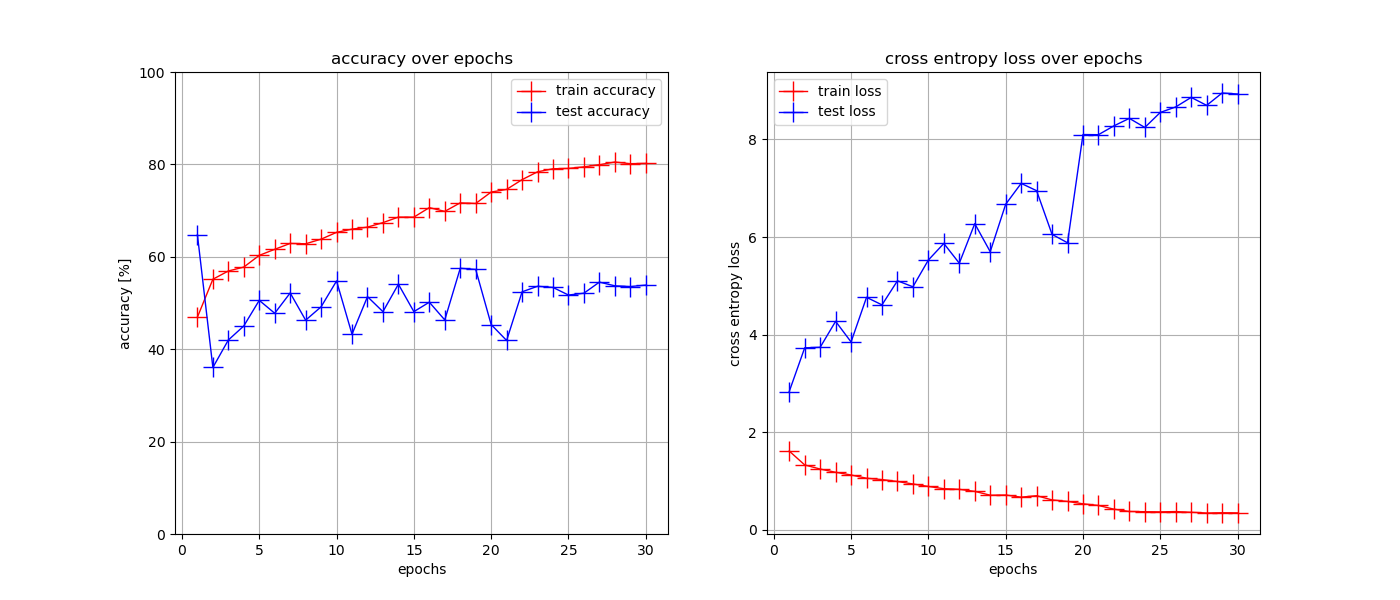 accuracy over epochs
100
80
60
40
20
0
accuracy [%]
0 5 10 15 20 25 30
epochs
train accuracy
test accuracy
cross entropy loss over epochs
8
6
4
2
0
cross entropy loss
0 5 10 15 20 25 30
epochs
train loss
test loss